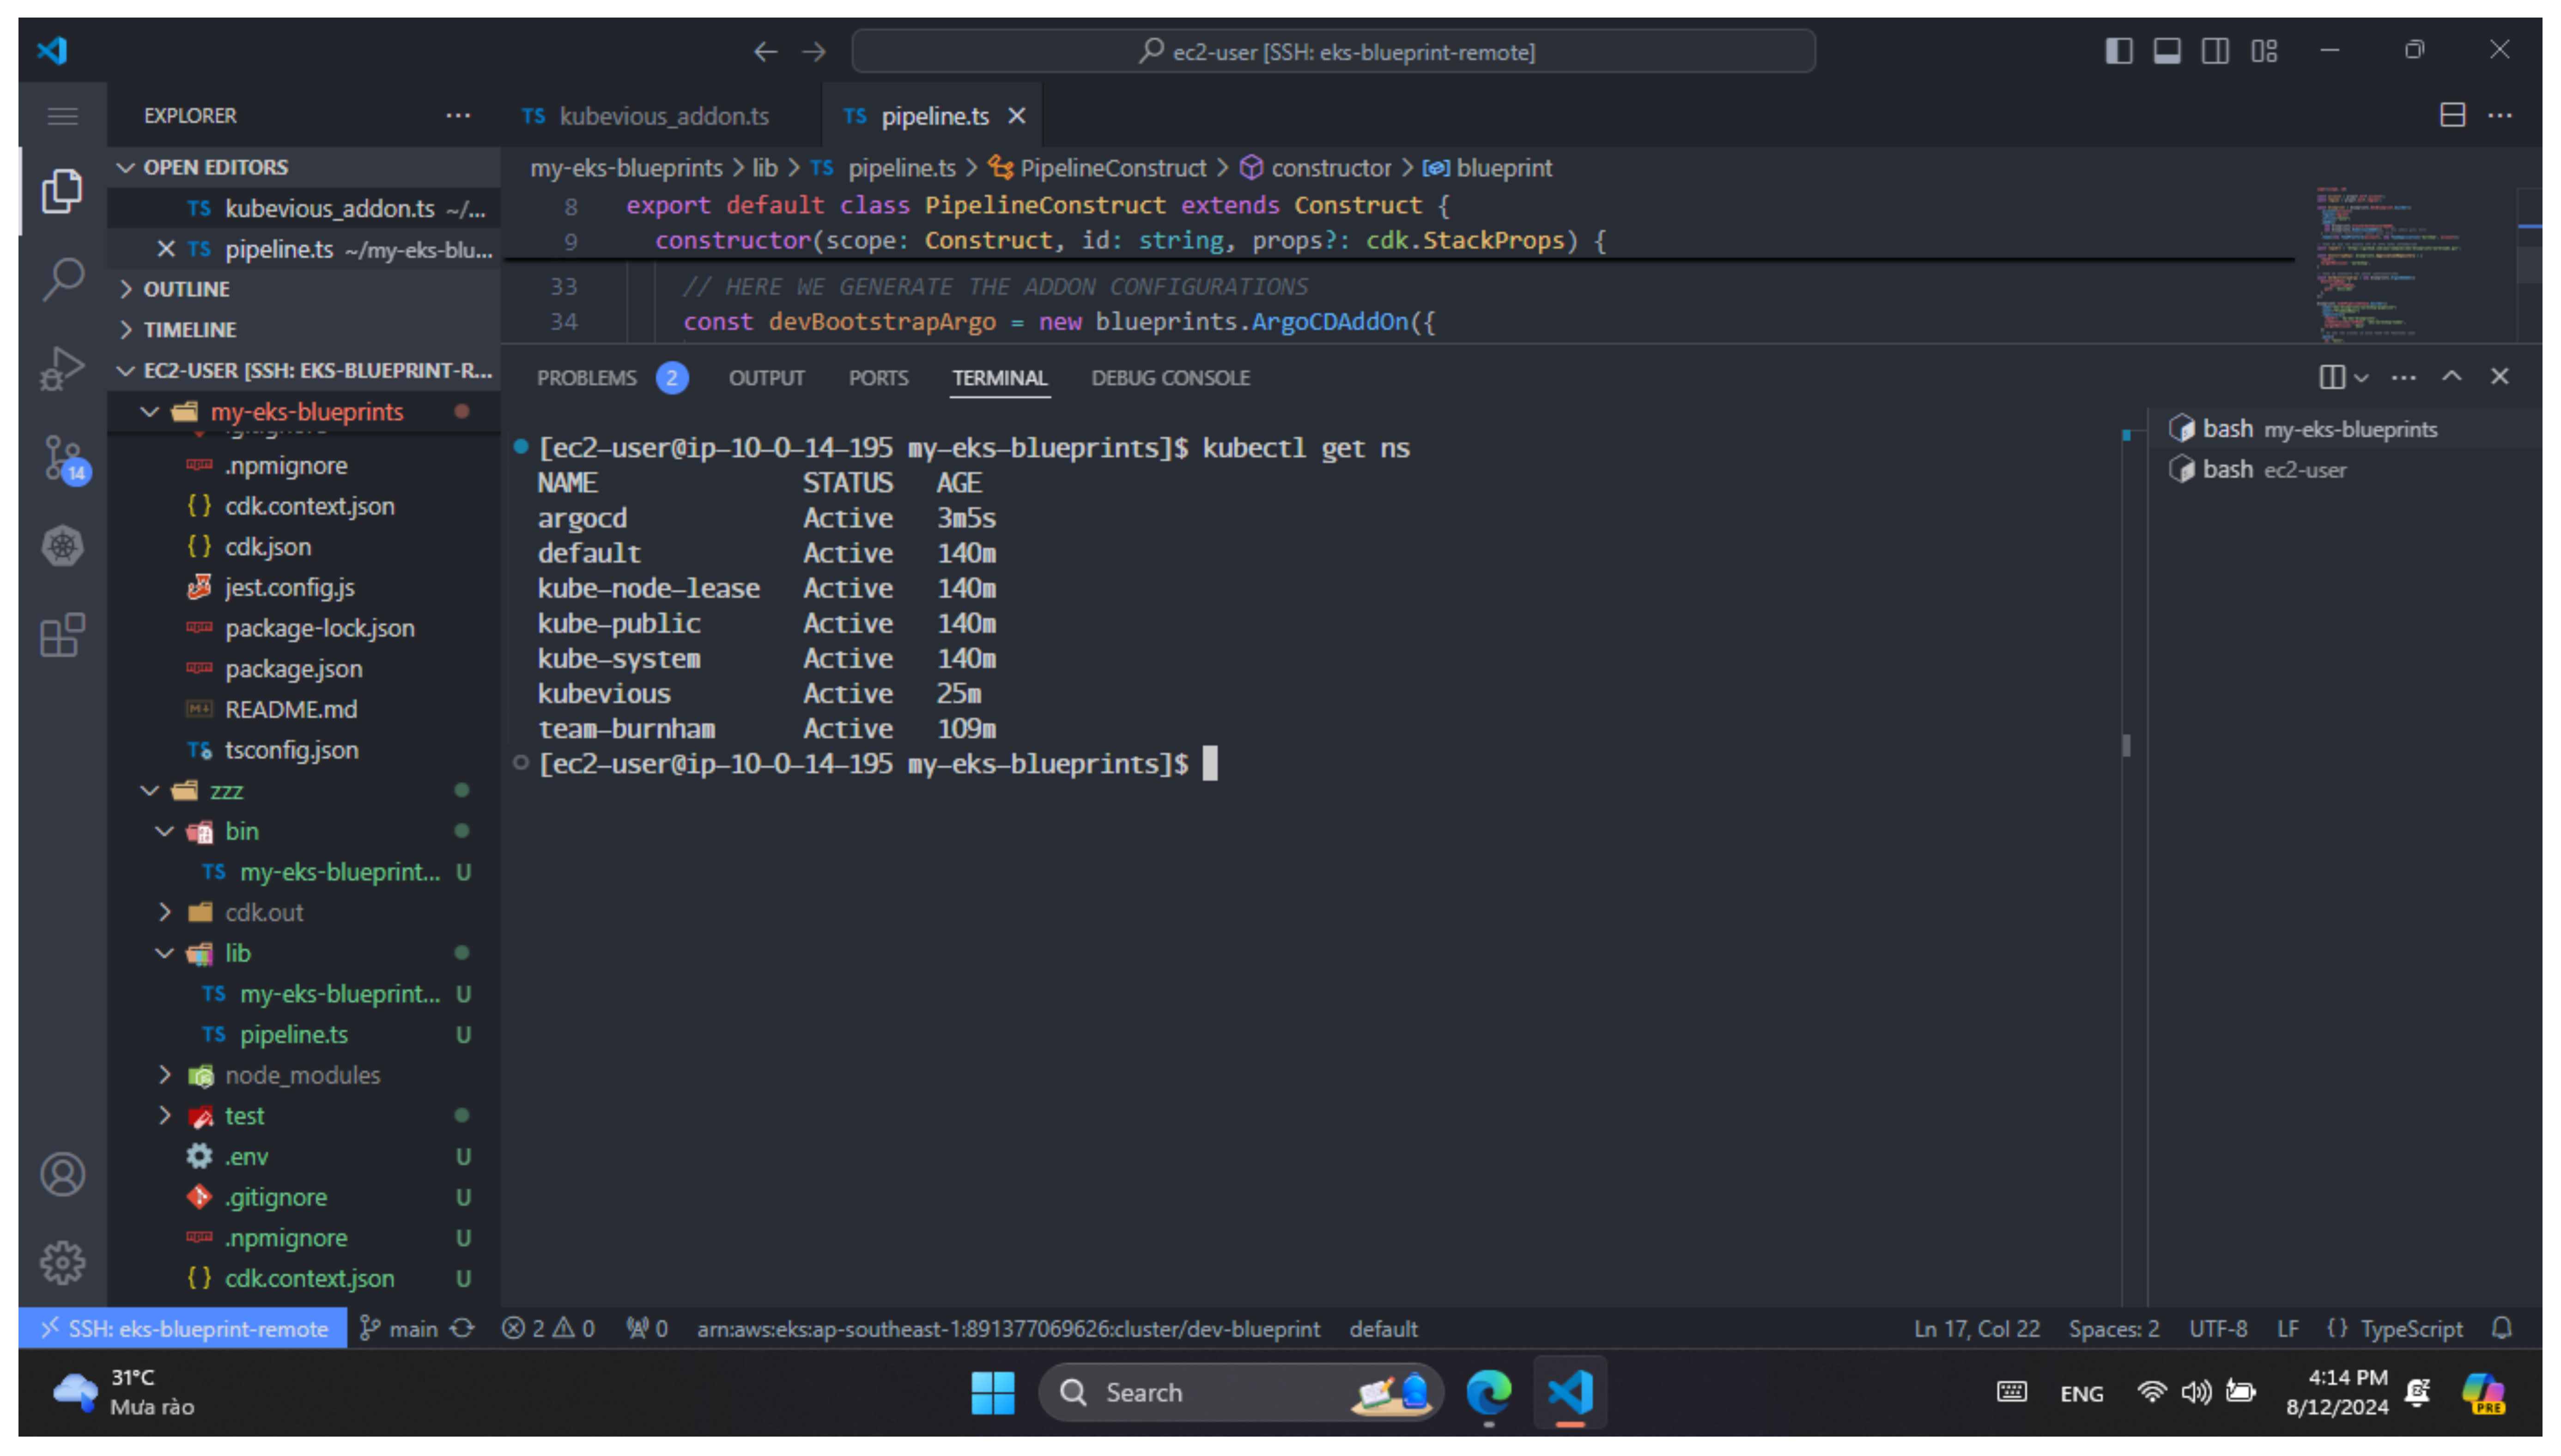 ec2-user [SSH: eks-blueprint-remote]
EXPLORER
TS kubevious_addon.ts
TS pipeline.ts
OPEN EDITORS
TS kubevious_addon.ts ~/...
TS pipeline.ts ~/my-eks-blu...
OUTLINE
TIMELINE
EC2-USER [SSH: EKS-BLUEPRINT-R...
my-eks-blueprints
.npmignore
{} cdk.context.json
{} cdk.json
jest.config.js
package-lock.json
package.json
README.md
TS tsconfig.json
zzz
bin
TS my-eks-blueprint... U
cdk.out
lib
TS my-eks-blueprint... U
TS pipeline.ts U
node_modules
test
.env U
.gitignore U
.npmignore U
{} cdk.context.json U
14
my-eks-blueprints > lib > TS pipeline.ts > PipelineConstruct > constructor > blueprint
8 export default class PipelineConstruct extends Construct {
9 constructor(scope: Construct, id: string, props?: cdk.StackProps) {
33 // HERE WE GENERATE THE ADDON CONFIGURATIONS
34 const devBootstrapArgo = new blueprints.ArgoCDAddOn({
PROBLEMS 2 OUTPUT PORTS TERMINAL DEBUG CONSOLE
[ec2-user@ip-10-0-14-195 my-eks-blueprints]$ kubectl get ns
NAME STATUS AGE
argocd Active 3m5s
default Active 140m
kube-node-lease Active 140m
kube-public Active 140m
kube-system Active 140m
kubevious Active 25m
team-burnham Active 109m
[ec2-user@ip-10-0-14-195 my-eks-blueprints]$
bash my-eks-blueprints
bash ec2-user
SSH: eks-blueprint-remote main 2 0 0 arn:aws:eks:ap-southeast-1:891377069626:cluster/dev-blueprint default Ln 17, Col 22 Spaces: 2 UTF-8 LF {} TypeScript
31°C
Mưa rào
Search
ENG
4:14 PM
8/12/2024
PRE